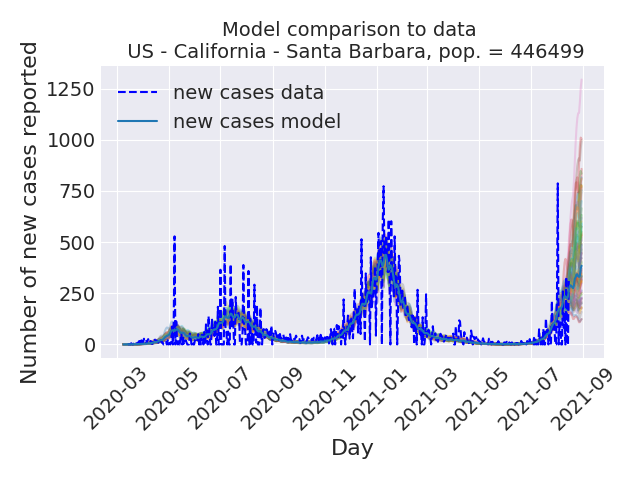 Model comparison to data
US - California - Santa Barbara, pop. = 446499
Number of new cases reported
1250
1000
750
500
250
0
new cases data
new cases model
2020-03
2020-05
2020-07
2020-09
2020-11
2021-01
2021-03
2021-05
2021-07
2021-09
Day